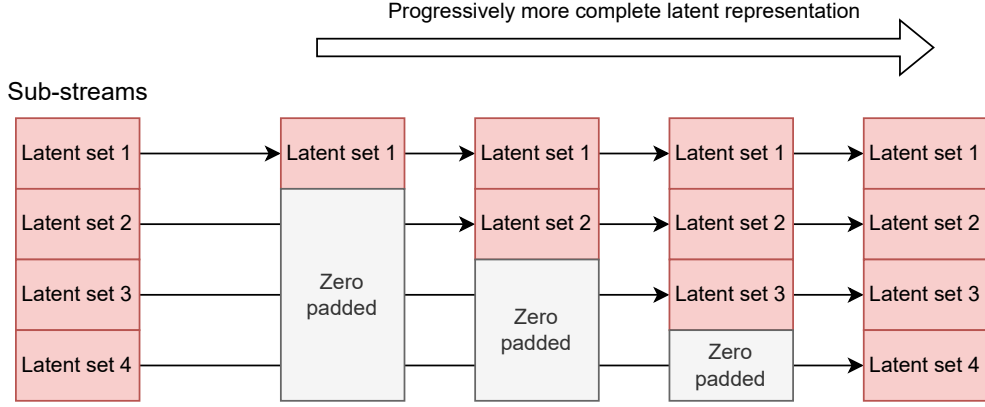 Progressively more complete latent representation
Sub-streams
Latent set 1
Latent set 1
Latent set 1
Latent set 1
Latent set 1
Latent set 2
Latent set 2
Latent set 2
Latent set 2
Latent set 3
Zero
padded
Zero
padded
Latent set 3
Latent set 3
Latent set 4
Zero
padded
Latent set 4